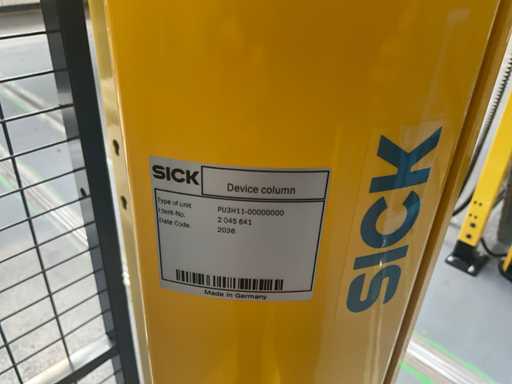 SICK
Device column
Type of unit PU3H11-00000000
Ident-No. 2 045 641
Date Code. 2036
Made in Germany
SICK